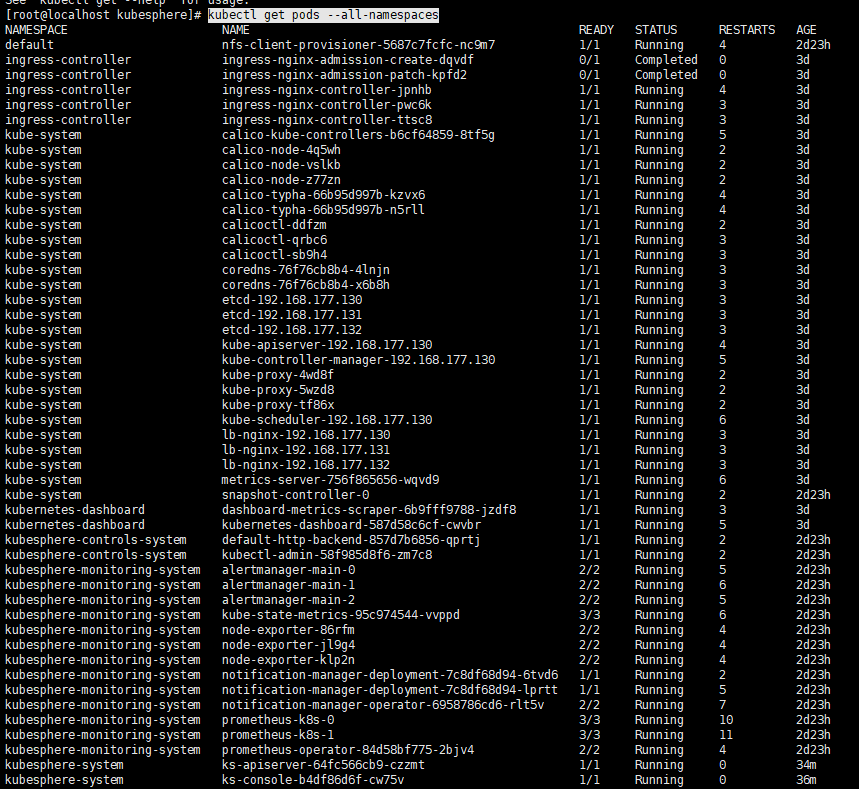 See 'kubectl get --help' for usage.
[root@localhost kubesphere]# kubectl get pods --all-namespaces
NAMESPACE NAME READY STATUS RESTARTS AGE
default nfs-client-provisioner-5687c7fcfc-nc9m7 1/1 Running 4 2d23h
ingress-controller ingress-nginx-admission-create-dqvdf 0/1 Completed 0 3d
ingress-controller ingress-nginx-admission-patch-kpfd2 0/1 Completed 0 3d
ingress-controller ingress-nginx-controller-jpnhb 1/1 Running 4 3d
ingress-controller ingress-nginx-controller-pwc6k 1/1 Running 3 3d
ingress-controller ingress-nginx-controller-ttsc8 1/1 Running 3 3d
kube-system calico-kube-controllers-b6cf64859-8tf5g 1/1 Running 5 3d
kube-system calico-node-4q5wh 1/1 Running 2 3d
kube-system calico-node-vslkb 1/1 Running 2 3d
kube-system calico-node-z77zn 1/1 Running 2 3d
kube-system calico-typha-66b95d997b-kzvx6 1/1 Running 4 3d
kube-system calico-typha-66b95d997b-n5rll 1/1 Running 4 3d
kube-system calicoctl-ddfzm 1/1 Running 2 3d
kube-system calicoctl-qrbc6 1/1 Running 3 3d
kube-system calicoctl-sb9h4 1/1 Running 3 3d
kube-system coredns-76f76cb8b4-4lnjn 1/1 Running 3 3d
kube-system coredns-76f76cb8b4-x6b8h 1/1 Running 3 3d
kube-system etcd-192.168.177.130 1/1 Running 3 3d
kube-system etcd-192.168.177.131 1/1 Running 3 3d
kube-system etcd-192.168.177.132 1/1 Running 3 3d
kube-system kube-apiserver-192.168.177.130 1/1 Running 4 3d
kube-system kube-controller-manager-192.168.177.130 1/1 Running 5 3d
kube-system kube-proxy-4wd8f 1/1 Running 2 3d
kube-system kube-proxy-5wzd8 1/1 Running 2 3d
kube-system kube-proxy-tf86x 1/1 Running 2 3d
kube-system kube-scheduler-192.168.177.130 1/1 Running 6 3d
kube-system lb-nginx-192.168.177.130 1/1 Running 3 3d
kube-system lb-nginx-192.168.177.131 1/1 Running 3 3d
kube-system lb-nginx-192.168.177.132 1/1 Running 3 3d
kube-system metrics-server-756f865656-wqvd9 1/1 Running 6 3d
kube-system snapshot-controller-0 1/1 Running 2 2d23h
kubernetes-dashboard dashboard-metrics-scraper-6b9fff9788-jzdf8 1/1 Running 3 3d
kubernetes-dashboard kubernetes-dashboard-587d58c6cf-cwvbr 1/1 Running 5 3d
kubesphere-controls-system default-http-backend-857d7b6856-qprtj 1/1 Running 2 2d23h
kubesphere-controls-system kubectl-admin-58f985d8f6-zm7c8 1/1 Running 2 2d23h
kubesphere-monitoring-system alertmanager-main-0 2/2 Running 5 2d23h
kubesphere-monitoring-system alertmanager-main-1 2/2 Running 6 2d23h
kubesphere-monitoring-system alertmanager-main-2 2/2 Running 5 2d23h
kubesphere-monitoring-system kube-state-metrics-95c974544-vvppd 3/3 Running 6 2d23h
kubesphere-monitoring-system node-exporter-86rfm 2/2 Running 4 2d23h
kubesphere-monitoring-system node-exporter-jl9g4 2/2 Running 4 2d23h
kubesphere-monitoring-system node-exporter-klp2n 2/2 Running 4 2d23h
kubesphere-monitoring-system notification-manager-deployment-7c8df68d94-6tvd6 1/1 Running 2 2d23h
kubesphere-monitoring-system notification-manager-deployment-7c8df68d94-lprtt 1/1 Running 5 2d23h
kubesphere-monitoring-system notification-manager-operator-6958786cd6-rlt5v 2/2 Running 7 2d23h
kubesphere-monitoring-system prometheus-k8s-0 3/3 Running 10 2d23h
kubesphere-monitoring-system prometheus-k8s-1 3/3 Running 11 2d23h
kubesphere-monitoring-system prometheus-operator-84d58bf775-2bjv4 2/2 Running 4 2d23h
kubesphere-system ks-apiserver-64fc566cb9-czzmt 1/1 Running 0 34m
kubesphere-system ks-console-b4df86d6f-cw75v 1/1 Running 0 36m